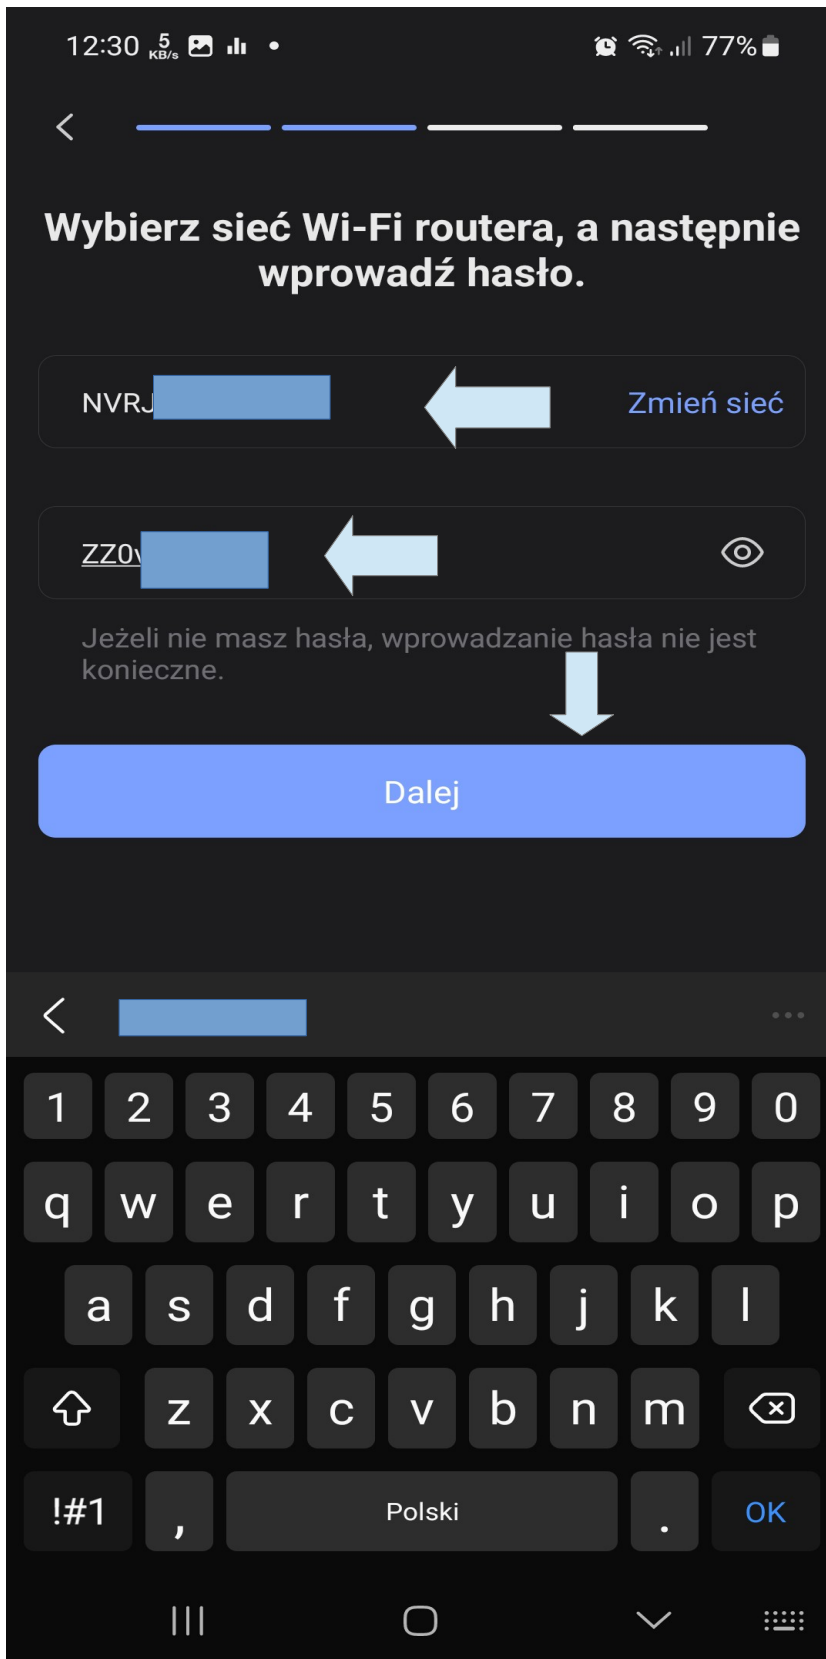 12:30 5 KB/s 77%
Wybierz sieć Wi-Fi routera, a następnie
wprowadź hasło.
NVRJ Zmień sieć
ZZ0v
Jeżeli nie masz hasła, wprowadzanie hasła nie jest
konieczne.
Dalej
1 2 3 4 5 6 7 8 9 0
q w e r t y u i o p
a s d f g h j k l
z x c v b n m
!#1 , Polski . OK